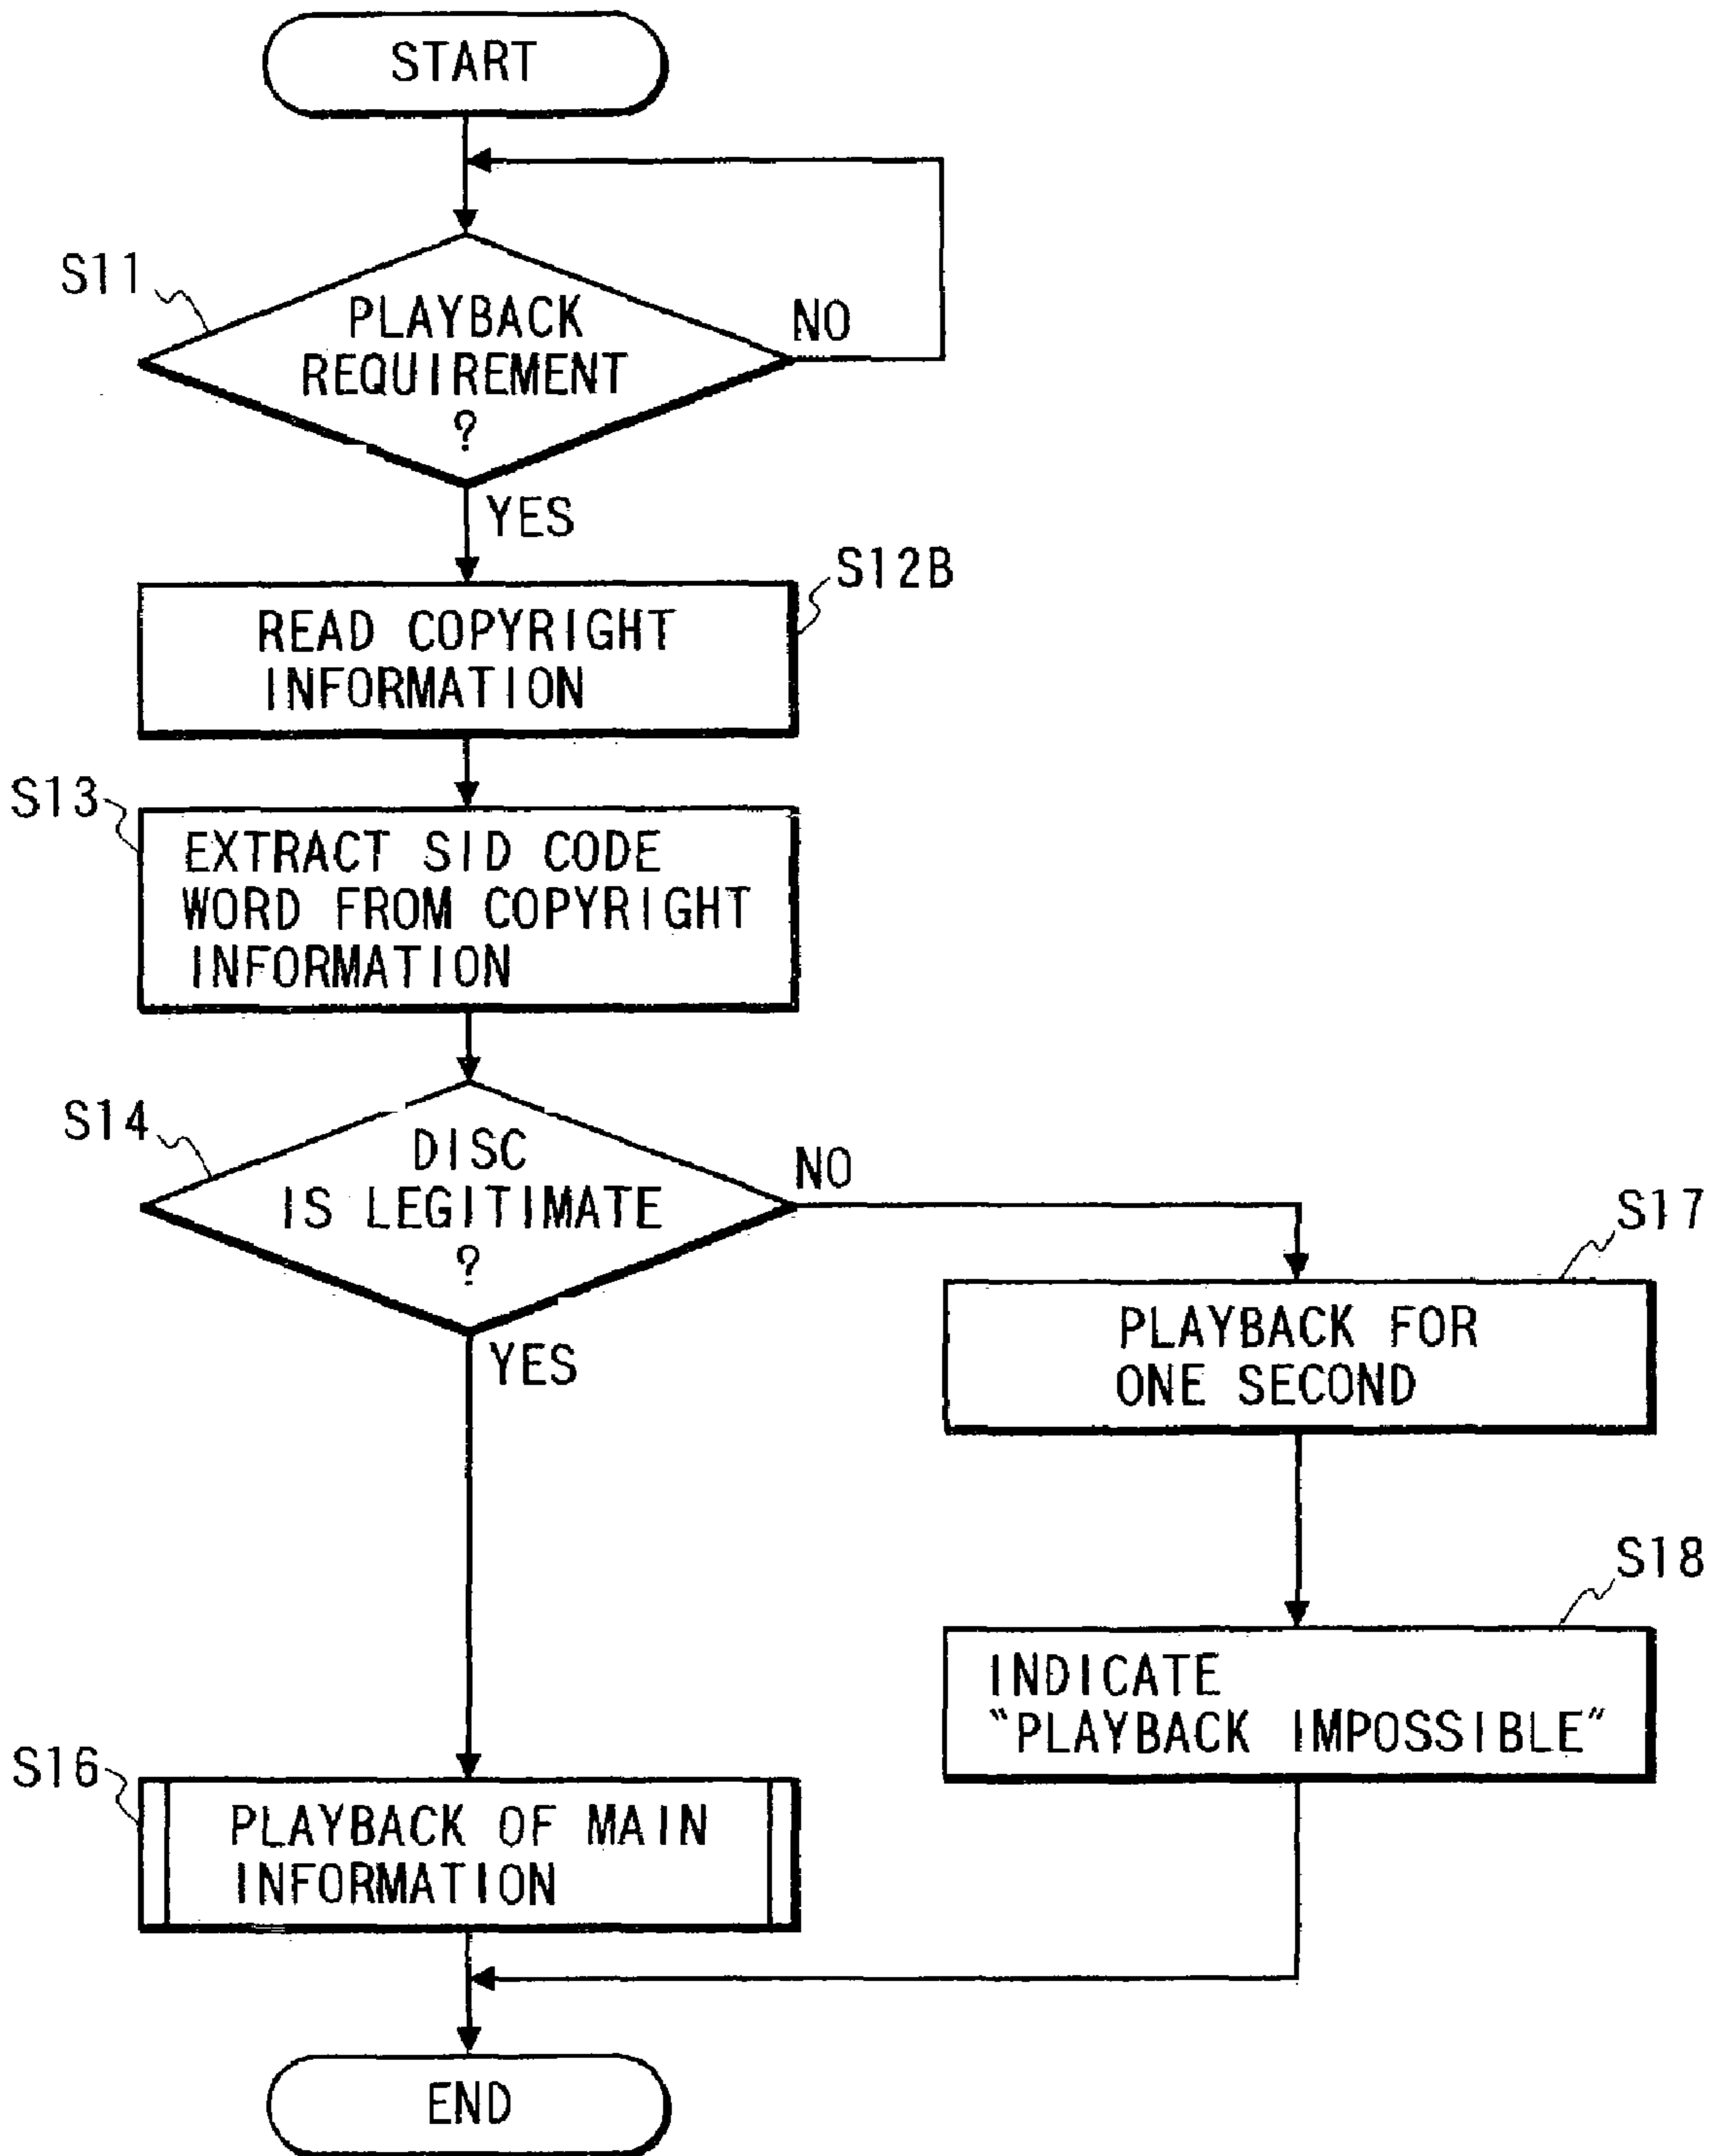 START
S11
PLAYBACK
REQUIREMENT
?
NO
YES
S12B
READ COPYRIGHT
INFORMATION
S13
EXTRACT SID CODE
WORD FROM COPYRIGHT
INFORMATION
S14
DISC
IS LEGITIMATE
?
NO
YES
S17
PLAYBACK FOR
ONE SECOND
S18
INDICATE
"PLAYBACK IMPOSSIBLE"
S16
PLAYBACK OF MAIN
INFORMATION
END